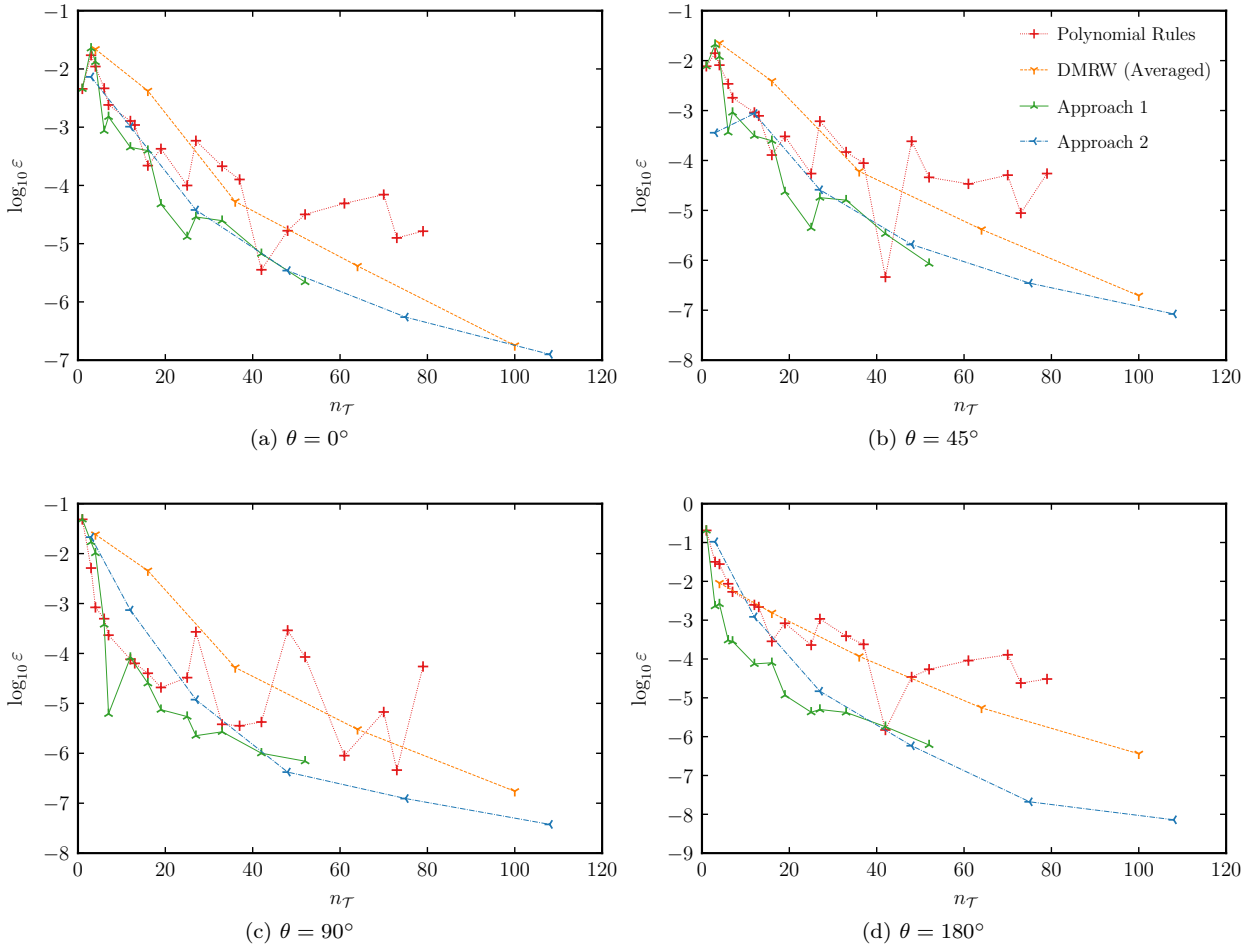 −1
−2
−3
−4
−5
−6
−7
log₁₀ ε
0 20 40 60 80 100 120
n_𝒯
(a) θ = 0°
−1
−2
−3
−4
−5
−6
−7
−8
log₁₀ ε
Polynomial Rules
DMRW (Averaged)
Approach 1
Approach 2
0 20 40 60 80 100 120
n_𝒯
(b) θ = 45°
−1
−2
−3
−4
−5
−6
−7
−8
log₁₀ ε
0 20 40 60 80 100 120
n_𝒯
(c) θ = 90°
0
−1
−2
−3
−4
−5
−6
−7
−8
−9
log₁₀ ε
0 20 40 60 80 100 120
n_𝒯
(d) θ = 180°